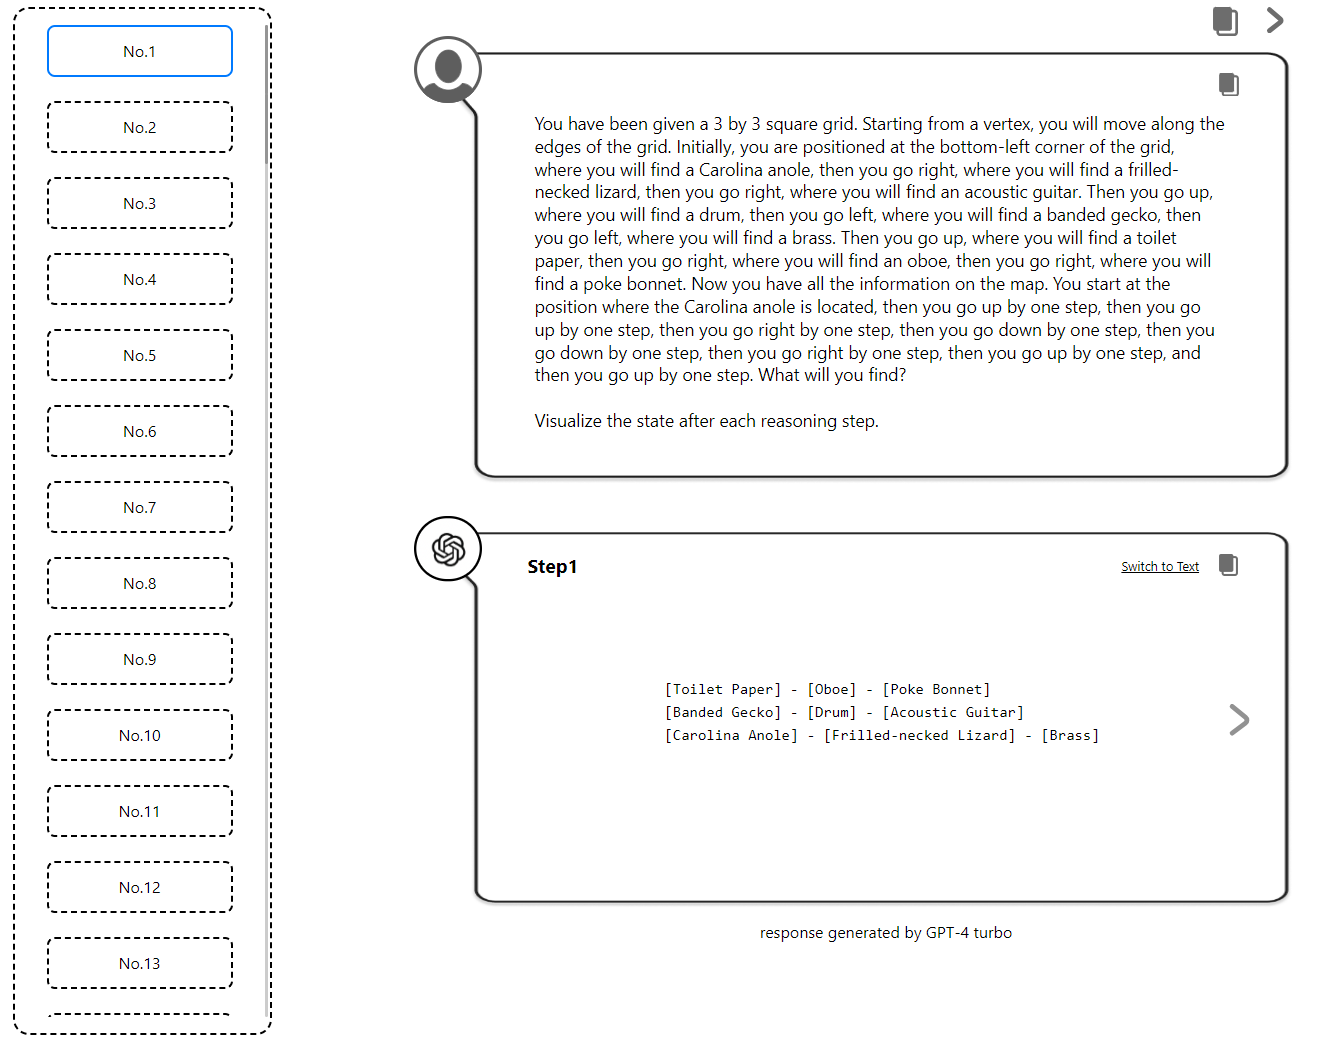 No.1
No.2
No.3
No.4
No.5
No.6
No.7
No.8
No.9
No.10
No.11
No.12
No.13
You have been given a 3 by 3 square grid. Starting from a vertex, you will move along the
edges of the grid. Initially, you are positioned at the bottom-left corner of the grid,
where you will find a Carolina anole, then you go right, where you will find a frilled-
necked lizard, then you go right, where you will find an acoustic guitar. Then you go up,
where you will find a drum, then you go left, where you will find a banded gecko, then
you go left, where you will find a brass. Then you go up, where you will find a toilet
paper, then you go right, where you will find an oboe, then you go right, where you will
find a poke bonnet. Now you have all the information on the map. You start at the
position where the Carolina anole is located, then you go up by one step, then you go
up by one step, then you go right by one step, then you go down by one step, then you
go down by one step, then you go right by one step, then you go up by one step, and
then you go up by one step. What will you find?
Visualize the state after each reasoning step.
Step1
Switch to Text
[Toilet Paper] - [Oboe] - [Poke Bonnet]
[Banded Gecko] - [Drum] - [Acoustic Guitar]
[Carolina Anole] - [Frilled-necked Lizard] - [Brass]
response generated by GPT-4 turbo